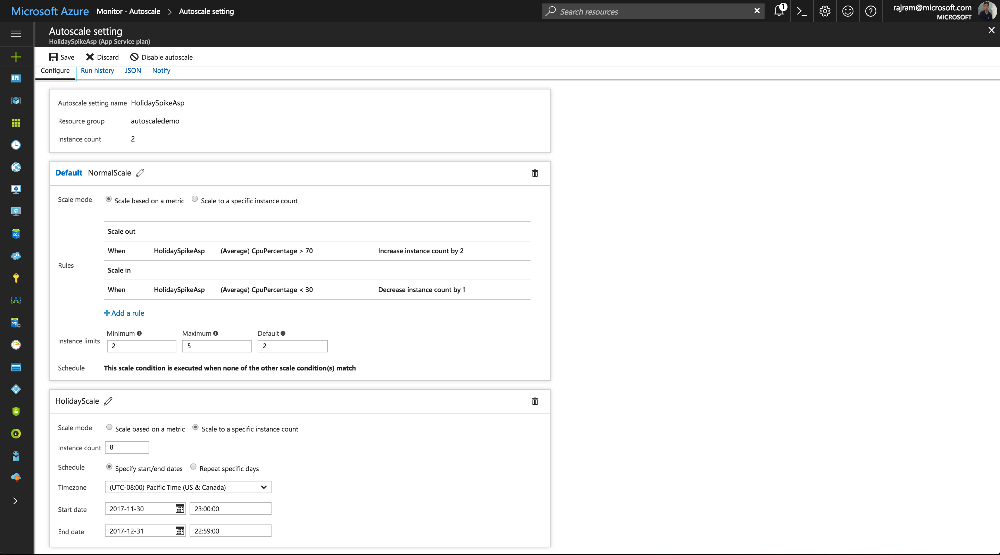 Microsoft Azure Monitor - Autoscale > Autoscale setting
Search resources
1
rajram@microsoft.com
MICROSOFT
Autoscale setting
HolidaySpikeAsp (App Service plan)
Save Discard Disable autoscale
Configure Run history JSON Notify
Autoscale setting name HolidaySpikeAsp
Resource group autoscaledemo
Instance count 2
Default NormalScale
Scale mode Scale based on a metric Scale to a specific instance count
Scale out
When HolidaySpikeAsp (Average) CpuPercentage > 70 Increase instance count by 2
Rules
Scale in
When HolidaySpikeAsp (Average) CpuPercentage < 30 Decrease instance count by 1
+ Add a rule
Minimum Maximum Default
Instance limits 2 5 2
Schedule This scale condition is executed when none of the other scale condition(s) match
HolidayScale
Scale mode Scale based on a metric Scale to a specific instance count
Instance count 8
Schedule Specify start/end dates Repeat specific days
Timezone (UTC-08:00) Pacific Time (US & Canada)
Start date 2017-11-30 23:00:00
End date 2017-12-31 22:59:00
SQL
SQL